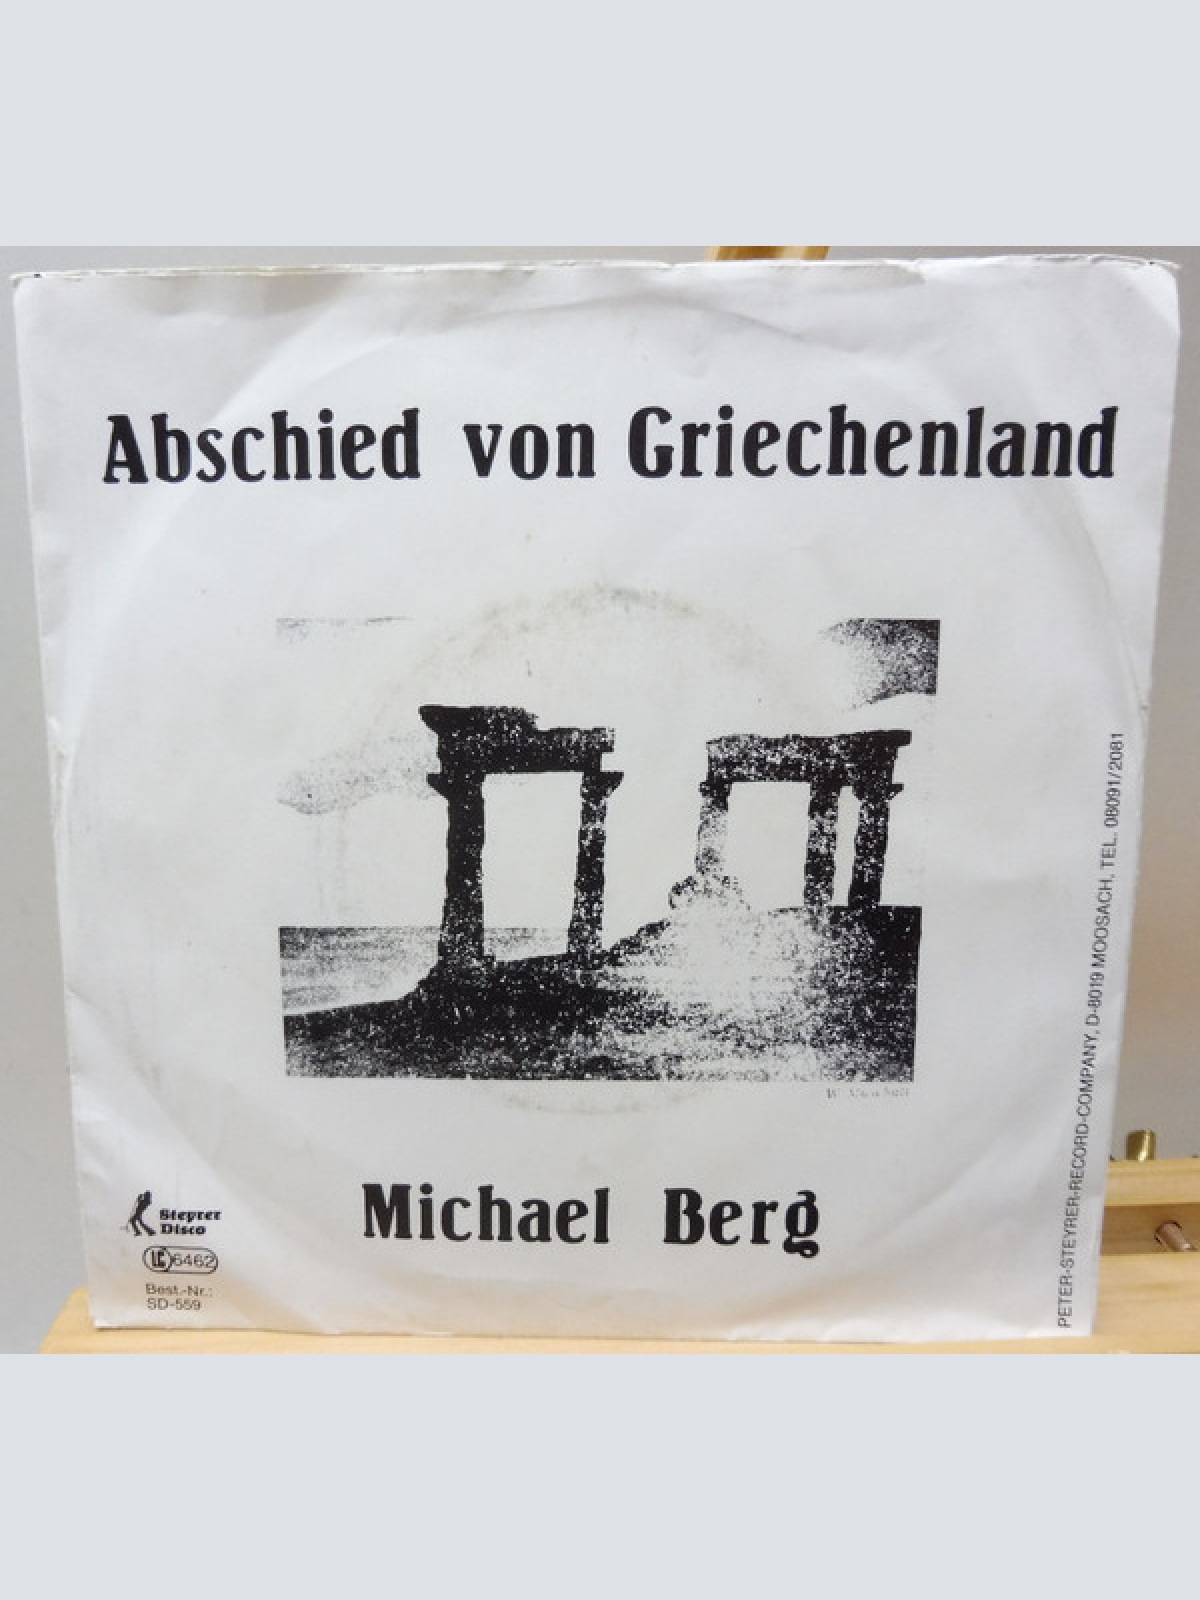 Abschied von Griechenland
Michael Berg
Steyrer
Disco
LC 6462
Best.-Nr.:
SD-559
PETER-STEYRER-RECORD-COMPANY, D-8019 MOOSACH, TEL. 08091/2081